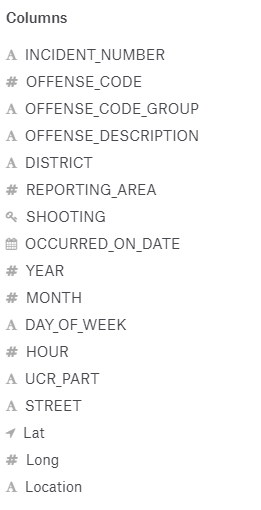 Columns
A INCIDENT_NUMBER
# OFFENSE_CODE
A OFFENSE_CODE_GROUP
A OFFENSE_DESCRIPTION
A DISTRICT
# REPORTING_AREA
SHOOTING
OCCURRED_ON_DATE
# YEAR
# MONTH
A DAY_OF_WEEK
# HOUR
A UCR_PART
A STREET
Lat
# Long
A Location